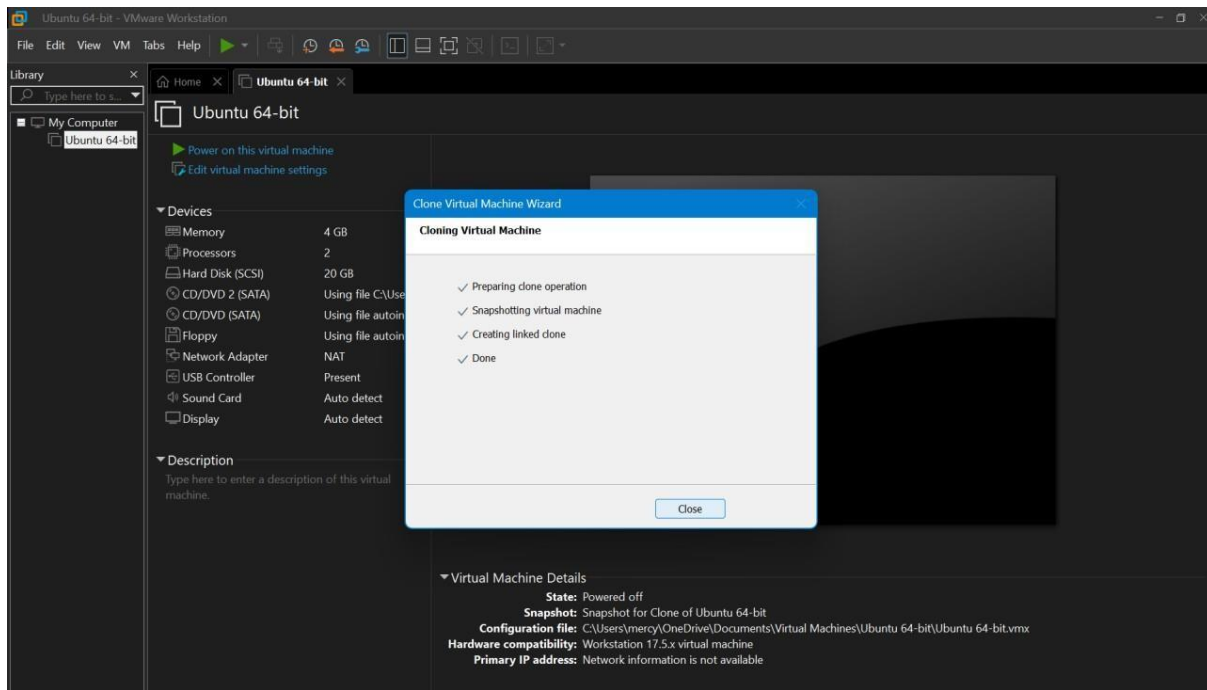 Ubuntu 64-bit - VMware Workstation
File Edit View VM Tabs Help
Library
Type here to s...
My Computer
Ubuntu 64-bit
Home
Ubuntu 64-bit
Ubuntu 64-bit
Power on this virtual machine
Edit virtual machine settings
Devices
Memory 4 GB
Processors 2
Hard Disk (SCSI) 20 GB
CD/DVD 2 (SATA) Using file C:\Use
CD/DVD (SATA) Using file autoin
Floppy Using file autoin
Network Adapter NAT
USB Controller Present
Sound Card Auto detect
Display Auto detect
Description
Type here to enter a description of this virtual
machine.
Clone Virtual Machine Wizard
Cloning Virtual Machine
Preparing clone operation
Snapshotting virtual machine
Creating linked clone
Done
Close
Virtual Machine Details
State: Powered off
Snapshot: Snapshot for Clone of Ubuntu 64-bit
Configuration file: C:\Users\mercy\OneDrive\Documents\Virtual Machines\Ubuntu 64-bit\Ubuntu 64-bit.vmx
Hardware compatibility: Workstation 17.5.x virtual machine
Primary IP address: Network information is not available